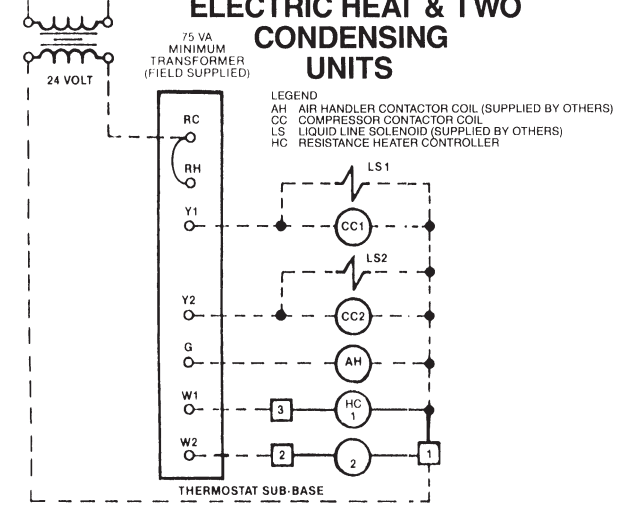 ELECTRIC HEAT & TWO
CONDENSING
UNITS
75 VA
MINIMUM
TRANSFORMER
(FIELD SUPPLIED)
24 VOLT
LEGEND
AH AIR HANDLER CONTACTOR COIL (SUPPLIED BY OTHERS)
CC COMPRESSOR CONTACTOR COIL
LS LIQUID LINE SOLENOID (SUPPLIED BY OTHERS)
HC RESISTANCE HEATER CONTROLLER
RC
RH
LS1
Y1
CC1
LS2
Y2
CC2
G
AH
W1
3
HC
1
W2
2
2
1
THERMOSTAT SUB-BASE